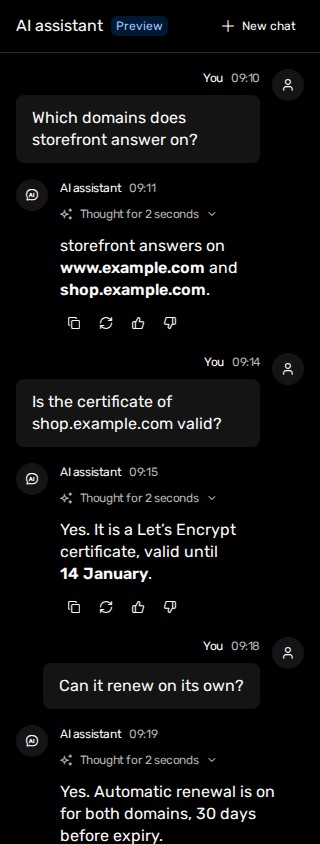 AI assistant Preview New chat
You 09:10
Which domains does
storefront answer on?
AI assistant 09:11
Thought for 2 seconds
storefront answers on
www.example.com and
shop.example.com.
You 09:14
Is the certificate of
shop.example.com valid?
AI assistant 09:15
Thought for 2 seconds
Yes. It is a Let’s Encrypt
certificate, valid until
14 January.
You 09:18
Can it renew on its own?
AI assistant 09:19
Thought for 2 seconds
Yes. Automatic renewal is on
for both domains, 30 days
before expiry.